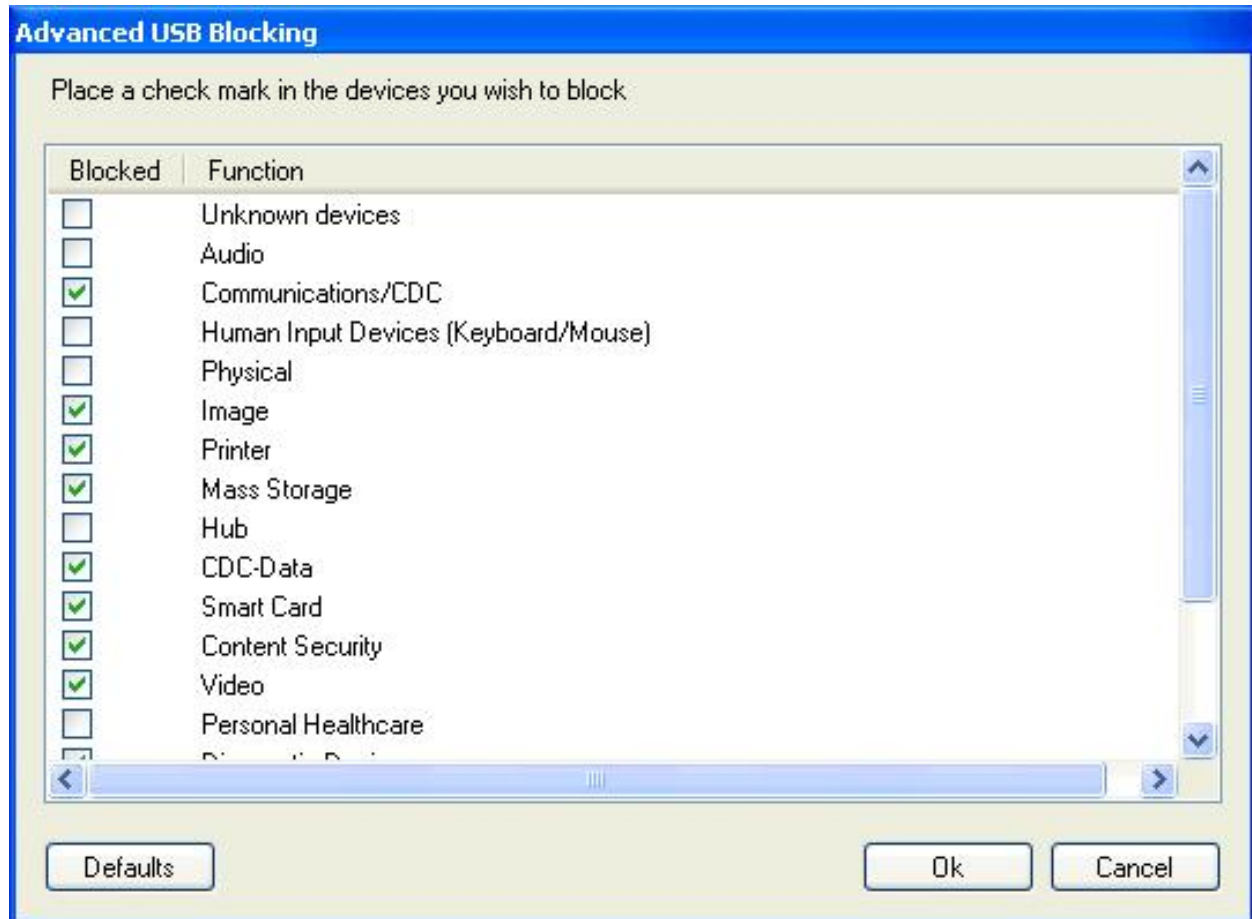 Advanced USB Blocking
Place a check mark in the devices you wish to block
Blocked Function
Unknown devices
Audio
Communications/CDC
Human Input Devices (Keyboard/Mouse)
Physical
Image
Printer
Mass Storage
Hub
CDC-Data
Smart Card
Content Security
Video
Personal Healthcare
Defaults Ok Cancel